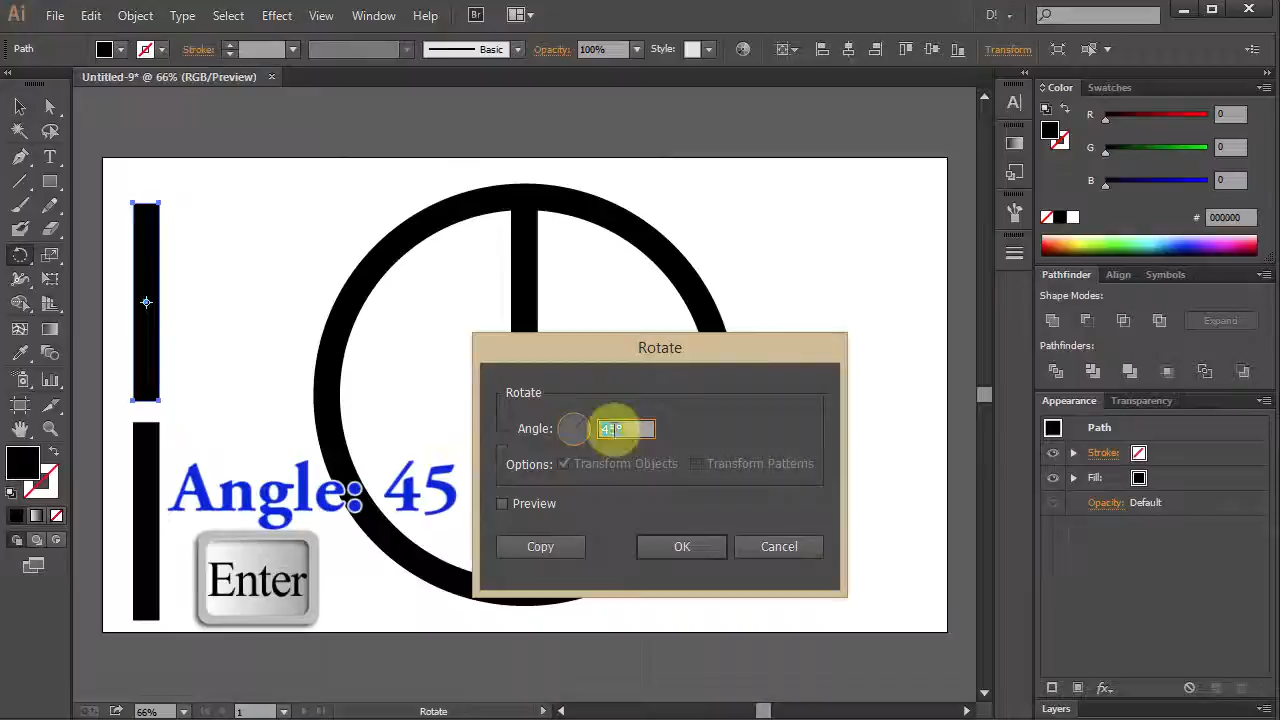 Ai File Edit Object Type Select Effect View Window Help Br D!
Path Stroke: Basic Opacity: 100% Style: Transform
Untitled-9* @ 66% (RGB/Preview) ×
Color Swatches
R 0
G 0
B 0
# 000000
Pathfinder Align Symbols
Shape Modes:
Expand
Pathfinders:
Appearance Transparency
Path
Stroke:
Fill:
Opacity: Default
Layers
Rotate
Rotate
Angle:
Options: Transform Objects Transform Patterns
Preview
Copy OK Cancel
Angle: 45
Enter
66% 1 Rotate